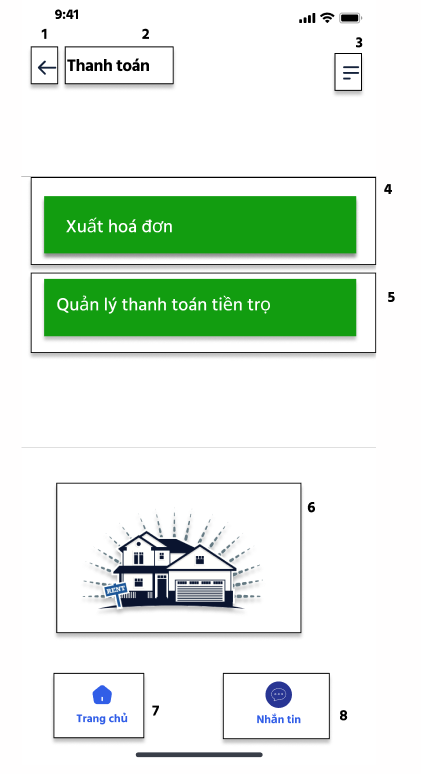 9:41
1
2
3
Thanh toán
4
Xuất hoá đơn
5
Quản lý thanh toán tiền trọ
6
RENT
7
Trang chủ
8
Nhắn tin